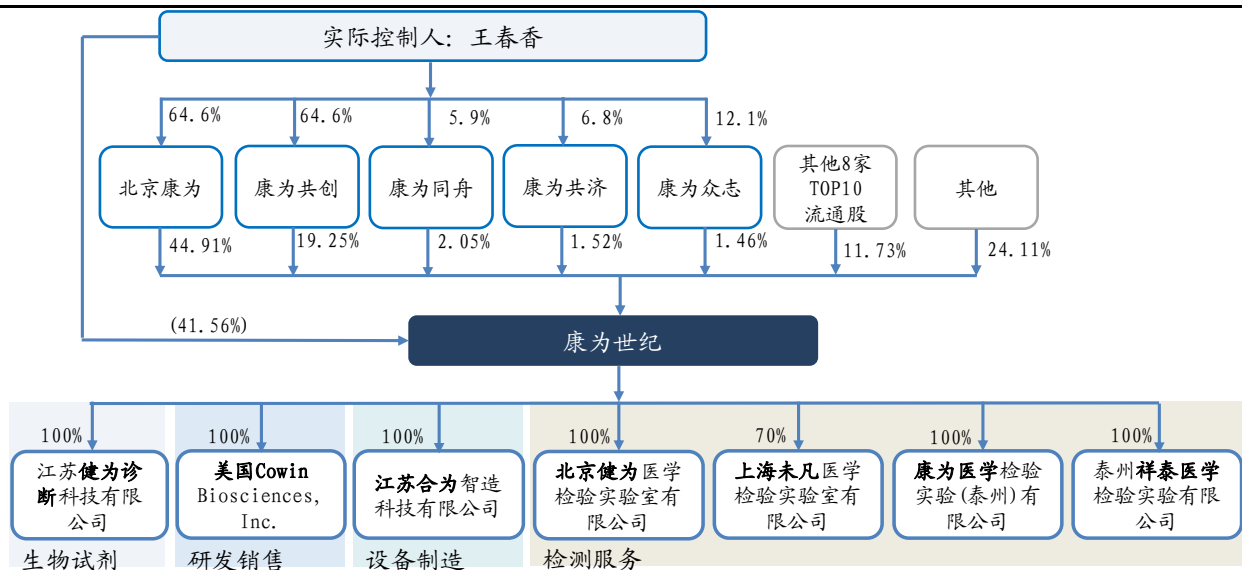 实际控制人：王春香
64.6%
64.6%
5.9%
6.8%
12.1%
北京康为
康为共创
康为同舟
康为共济
康为众志
其他8家
TOP10
流通股
其他
44.91%
19.25%
2.05%
1.52%
1.46%
11.73%
24.11%
(41.56%)
康为世纪
100%
100%
100%
100%
70%
100%
100%
江苏健为诊
断科技有限
公司
美国Cowin
Biosciences,
Inc.
江苏合为智造
科技有限公司
北京健为医学
检验实验室有
限公司
上海未凡医学
检验实验室有
限公司
康为医学检验
实验(泰州)有
限公司
泰州祥泰医学
检验实验有限
公司
生物试剂
研发销售
设备制造
检测服务